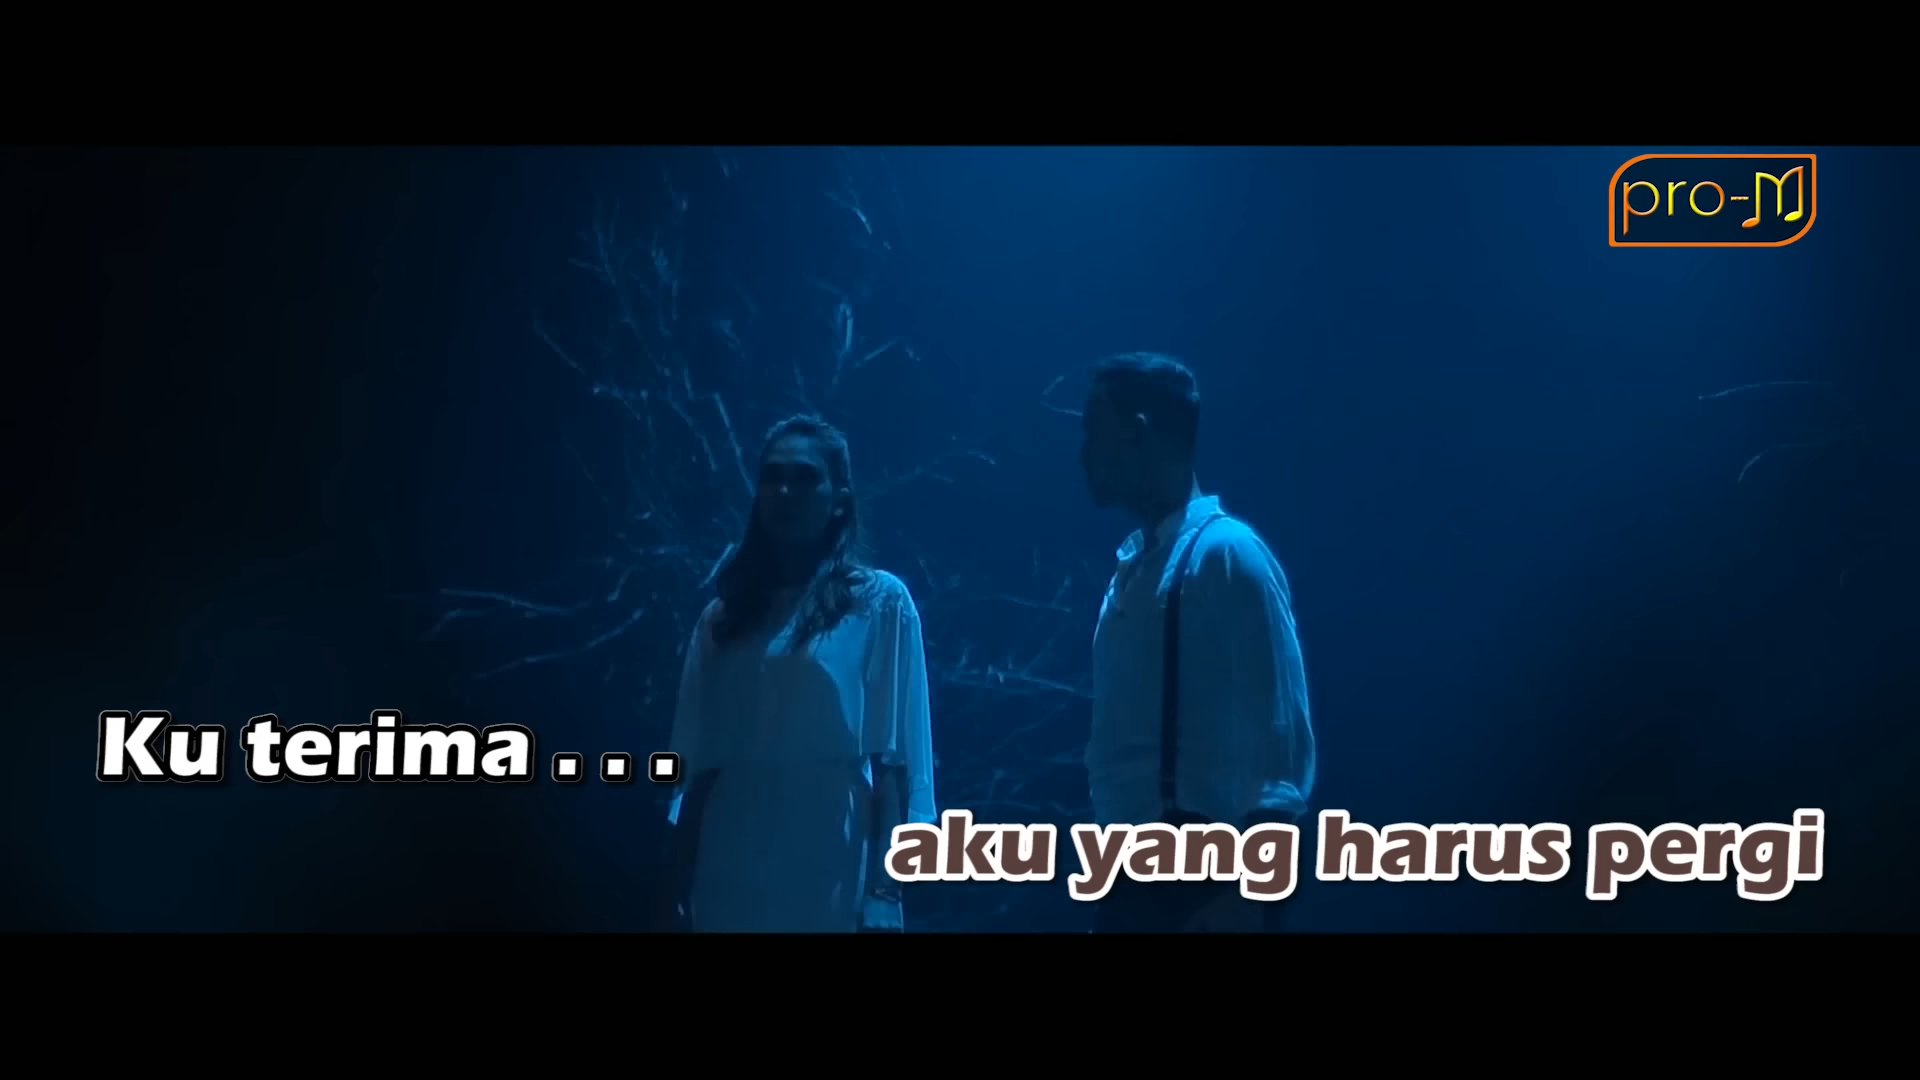 pro-M
Ku terima . . .
aku yang harus pergi